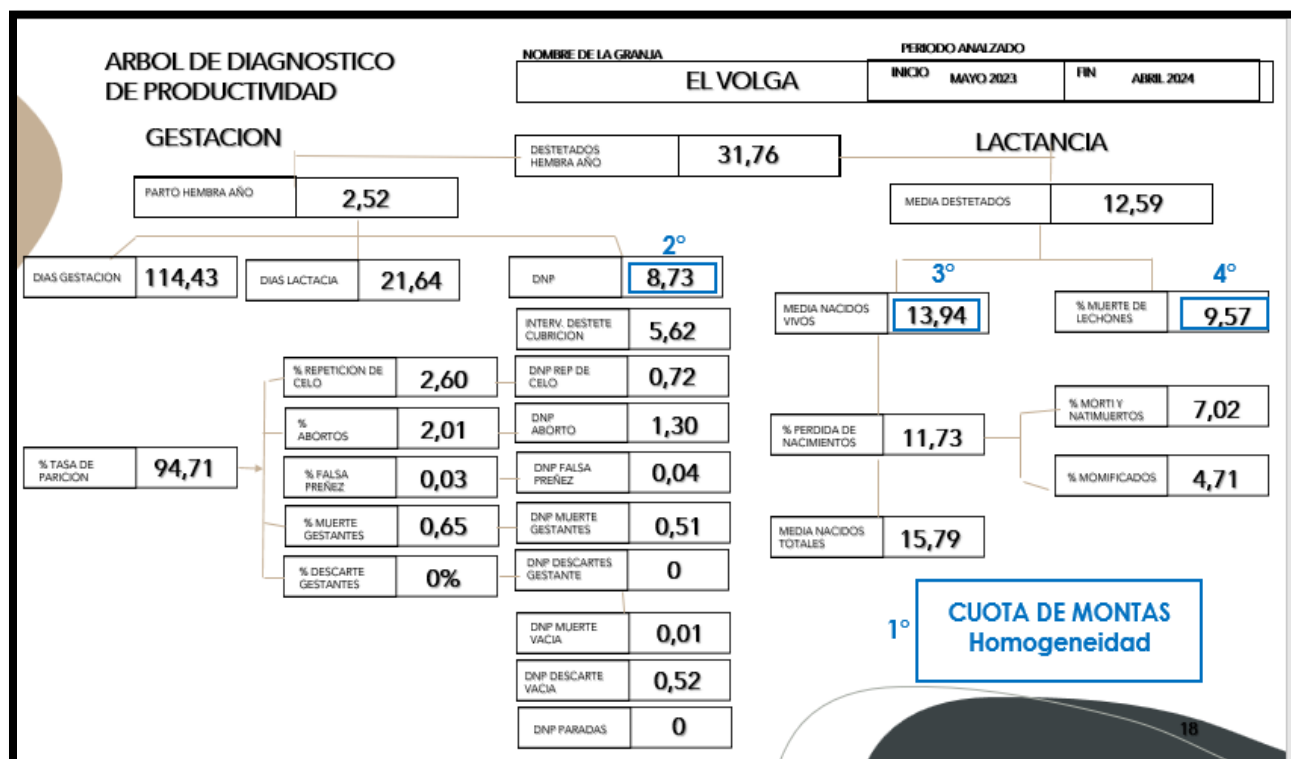 ARBOL DE DIAGNOSTICO
DE PRODUCTIVIDAD
NOMBRE DE LA GRANJA
EL VOLGA
PERIODO ANALZADO
INICIO
MAYO 2023
FIN
ABRIL 2024
GESTACION
DESTETADOS
HEMBRA AÑO
31,76
LACTANCIA
PARTO HEMBRA AÑO
2,52
MEDIA DESTETADOS
12,59
DIAS GESTACION
114,43
DIAS LACTACIA
21,64
2°
DNP
8,73
3°
MEDIA NACIDOS
VIVOS
13,94
4°
% MUERTE DE
LECHONES
9,57
INTERV. DESTETE
CUBRICION
5,62
% REPETICION DE
CELO
2,60
DNP REP DE
CELO
0,72
%
ABORTOS
2,01
DNP
ABORTO
1,30
% TASA DE
PARICION
94,71
% FALSA
PREÑEZ
0,03
DNP FALSA
PREÑEZ
0,04
% MUERTE
GESTANTES
0,65
DNP MUERTE
GESTANTES
0,51
% DESCARTE
GESTANTES
0%
DNP DESCARTES
GESTANTE
0
DNP MUERTE
VACIA
0,01
DNP DESCARTE
VACIA
0,52
DNP PARADAS
0
% PERDIDA DE
NACIMIENTOS
11,73
% MORTI Y
NATIMUERTOS
7,02
% MOMIFICADOS
4,71
MEDIA NACIDOS
TOTALES
15,79
1°
CUOTA DE MONTAS
Homogeneidad
18